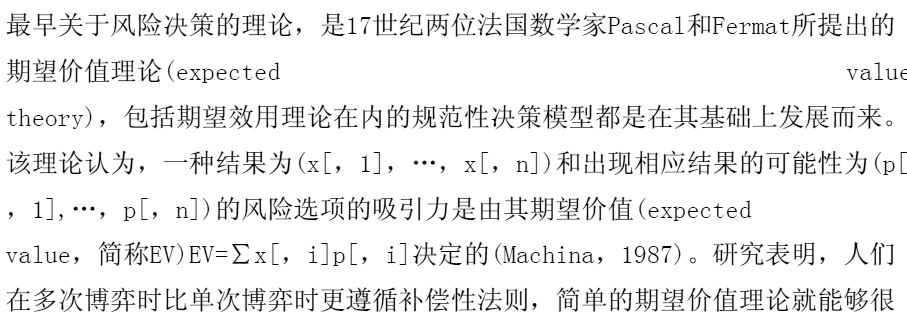 最早关于风险决策的理论，是17世纪两位法国数学家Pascal和Fermat所提出的
期望价值理论(expected value
theory)，包括期望效用理论在内的规范性决策模型都是在其基础上发展而来。
该理论认为，一种结果为(x[，1]，…，x[，n])和出现相应结果的可能性为(p[
，1],…，p[，n])的风险选项的吸引力是由其期望价值(expected
value，简称EV)EV=∑x[，i]p[，i]决定的(Machina，1987)。研究表明，人们
在多次博弈时比单次博弈时更遵循补偿性法则，简单的期望价值理论就能够很